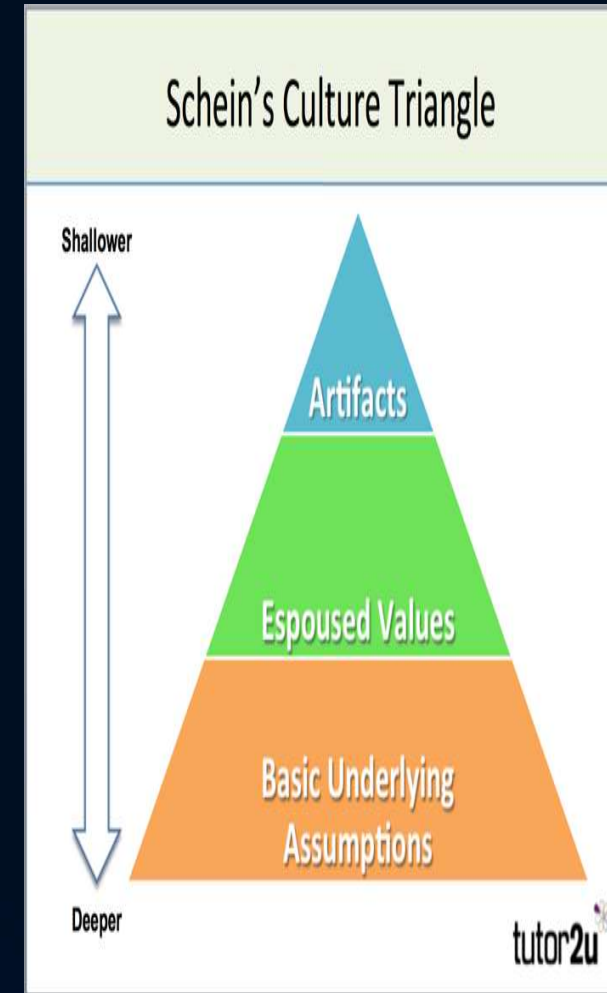 Schein's Culture Triangle
Shallower
Artifacts
Espoused Values
Basic Underlying
Assumptions
Deeper
tutor2u